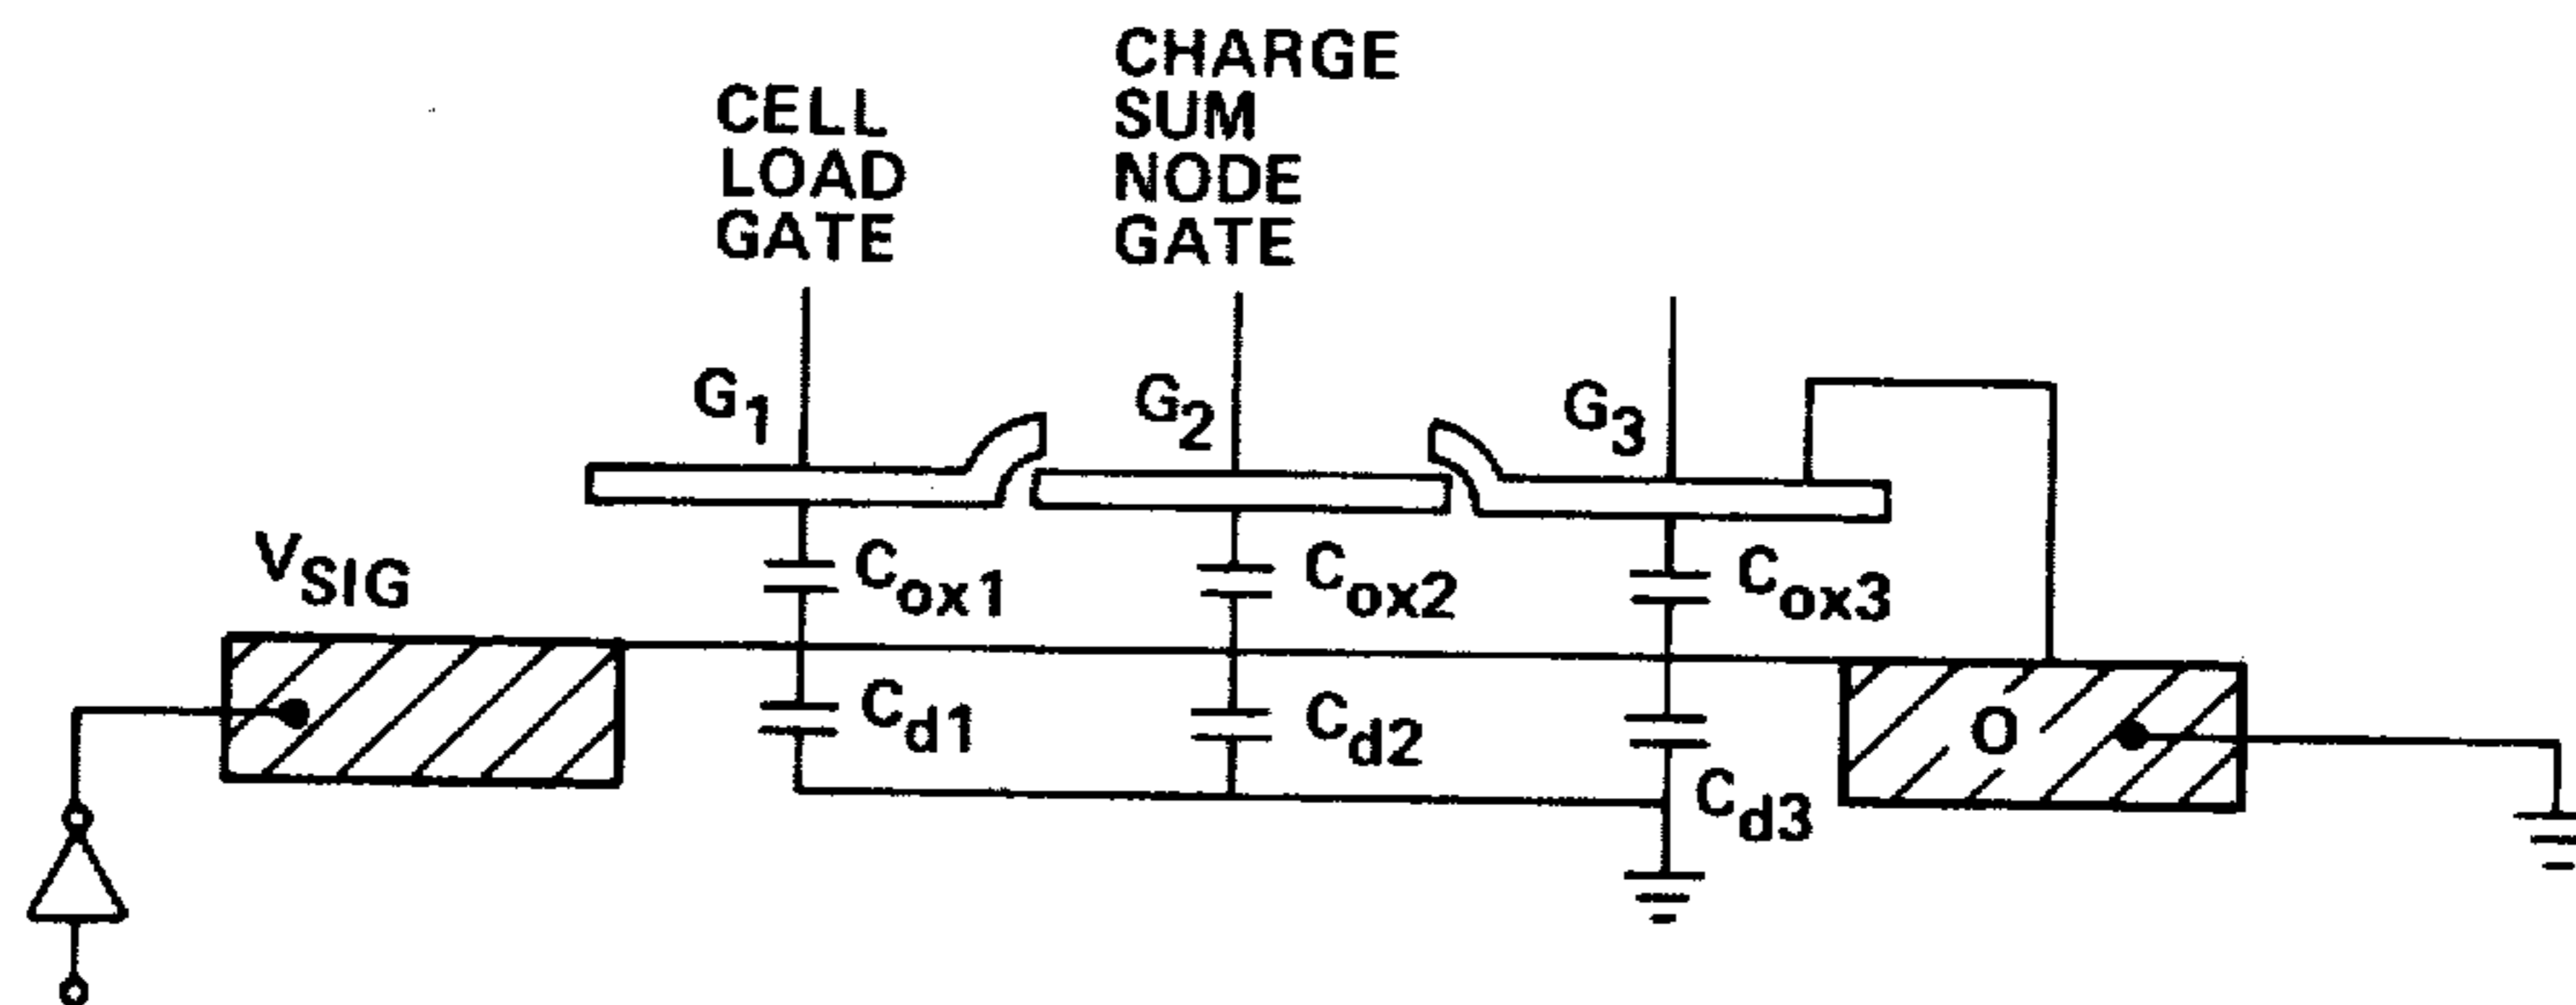 CELL
LOAD
GATE
CHARGE
SUM
NODE
GATE
G1
G2
G3
VSIG
Cox1
Cox2
Cox3
Cd1
Cd2
Cd3
O